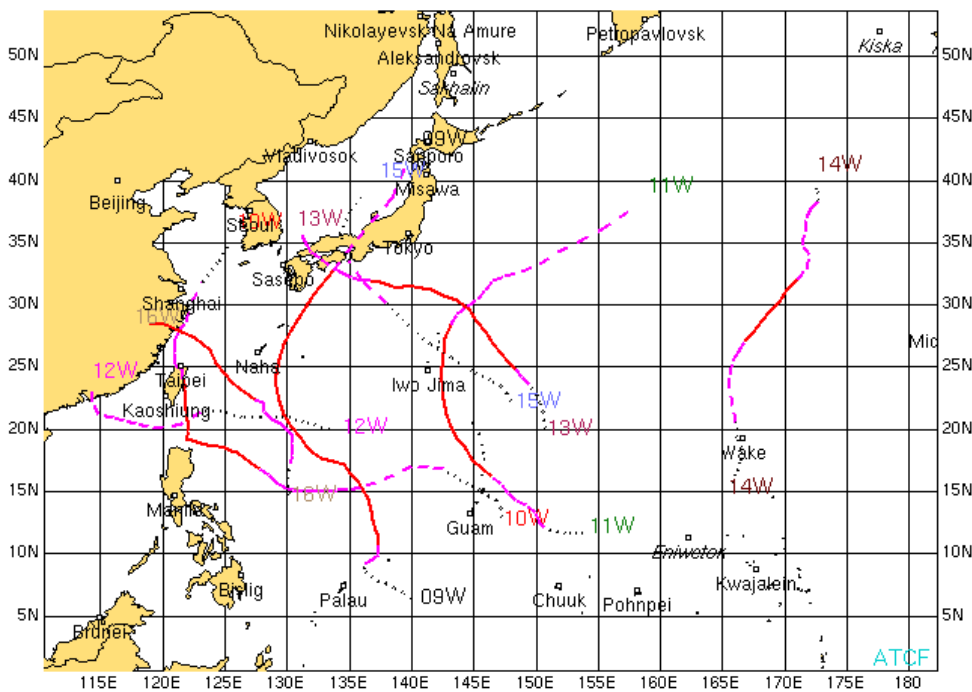 50N
Nikolayevsk Na Amure
Petropavlovsk
Kiska
50N
Aleksandrovsk
Sakhalin
45N
45N
09W
Vladivosok
Sapporo
14W
15W
11W
40N
Misawa
40N
Beijing
10W
13W
Seoul
35N
Tokyo
35N
Sasebo
30N
Shanghai
30N
16W
Naha
Mid
12W
Taipei
25N
Iwo Jima
25N
Kaoshiung
15W
20N
12W
13W
20N
Wake
15N
16W
14W
15N
Manila
Guam
10W
11W
10N
Eniwetok
10N
Bislig
Palau
09W
Chuuk
Pohnpei
Kwajalein
5N
5N
Brunei
ATCF
115E
120E
125E
130E
135E
140E
145E
150E
155E
160E
165E
170E
175E
180